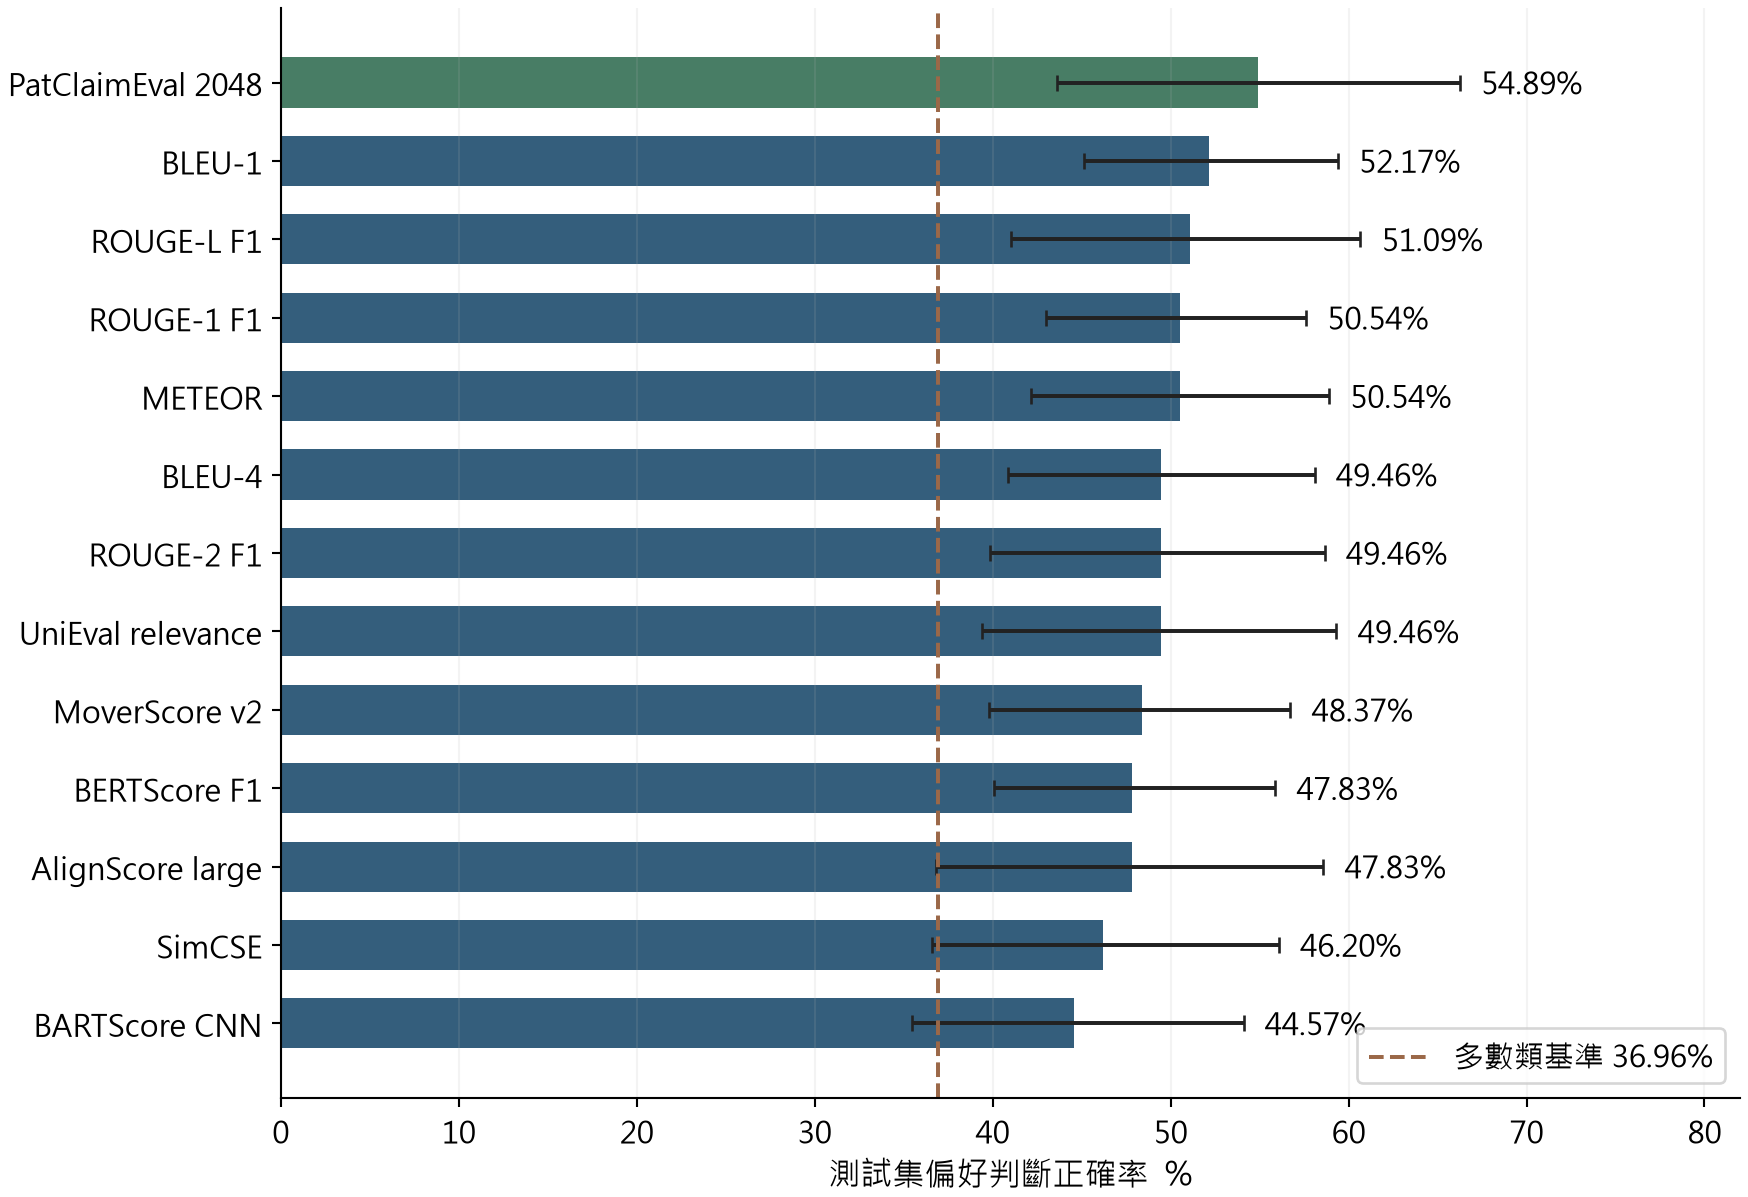 PatClaimEval 2048 54.89%
BLEU-1 52.17%
ROUGE-L F1 51.09%
ROUGE-1 F1 50.54%
METEOR 50.54%
BLEU-4 49.46%
ROUGE-2 F1 49.46%
UniEval relevance 49.46%
MoverScore v2 48.37%
BERTScore F1 47.83%
AlignScore large 47.83%
SimCSE 46.20%
BARTScore CNN 44.57%
多數類基準 36.96%
0 10 20 30 40 50 60 70 80
測試集偏好判斷正確率 %